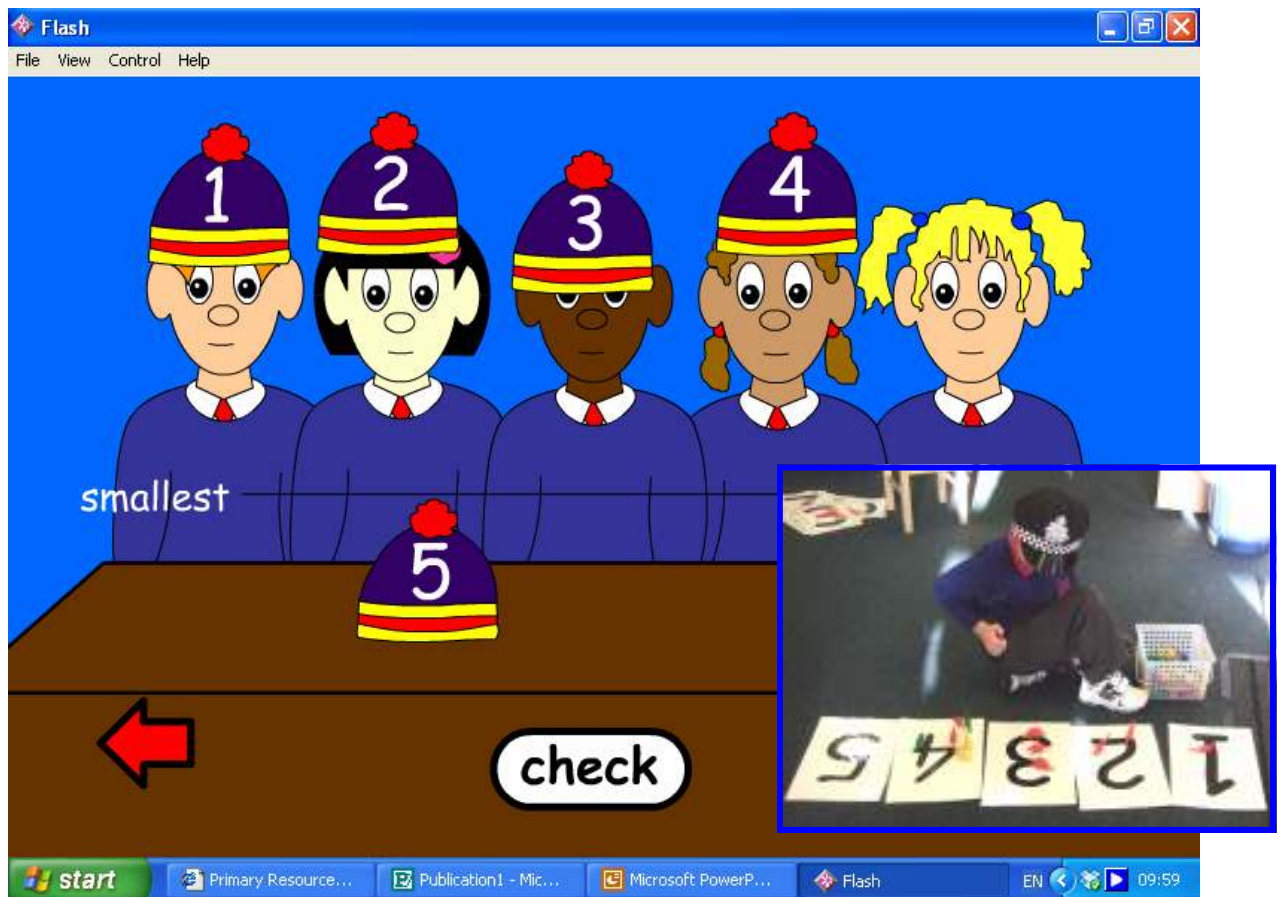 Flash
File View Control Help
1 2 3 4
smallest
5
check
5 4 3 2 1
start Primary Resource... Publication1 - Mic... Microsoft PowerP... Flash EN 09:59